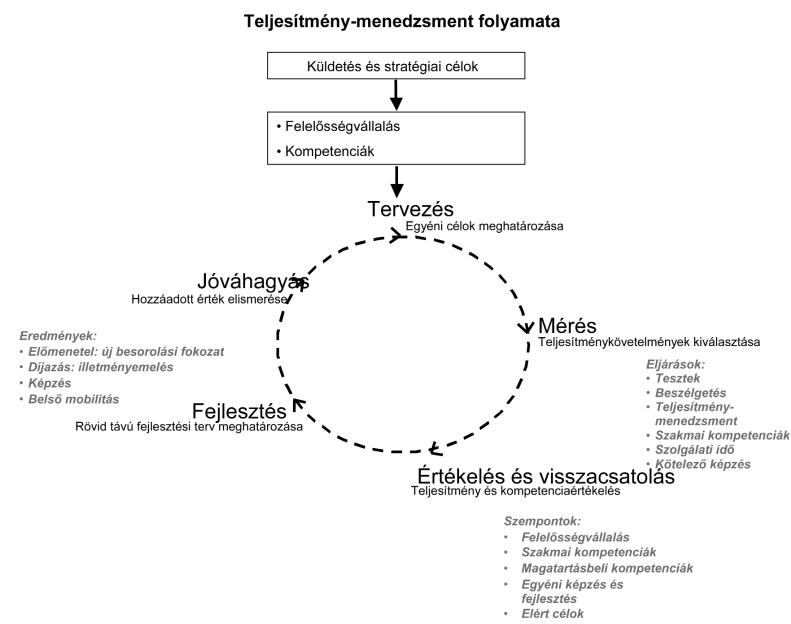 Teljesítmény-menedzsment folyamata
Küldetés és stratégiai célok
• Felelősségvállalás
• Kompetenciák
Tervezés
Egyéni célok meghatározása
Jóváhagyás
Hozzáadott érték elismerése
Mérés
Teljesítménykövetelmények kiválasztása
Eredmények:
• Előmenetel: új besorolási fokozat
• Díjazás: illetményemelés
• Képzés
• Belső mobilitás
Eljárások:
• Tesztek
• Beszélgetés
• Teljesítmény-
menedzsment
• Szakmai kompetenciák
• Szolgálati idő
• Kötelező képzés
Fejlesztés
Rövid távú fejlesztési terv meghatározása
Értékelés és visszacsatolás
Teljesítmény és kompetenciaértékelés
Szempontok:
• Felelősségvállalás
• Szakmai kompetenciák
• Magatartásbeli kompetenciák
• Egyéni képzés és
fejlesztés
• Elért célok